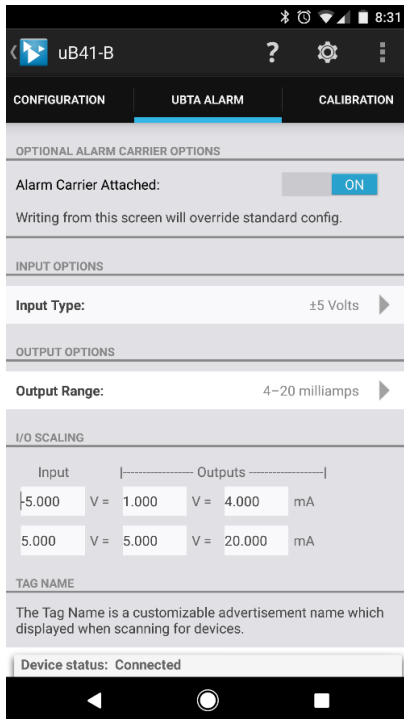 8:31
uB41-B ?
CONFIGURATION UBTA ALARM CALIBRATION
OPTIONAL ALARM CARRIER OPTIONS
Alarm Carrier Attached: ON
Writing from this screen will override standard config.
INPUT OPTIONS
Input Type: ±5 Volts
OUTPUT OPTIONS
Output Range: 4–20 milliamps
I/O SCALING
Input |---------------- Outputs -----------------|
-5.000 V = 1.000 V = 4.000 mA
5.000 V = 5.000 V = 20.000 mA
TAG NAME
The Tag Name is a customizable advertisement name which
displayed when scanning for devices.
Device status: Connected